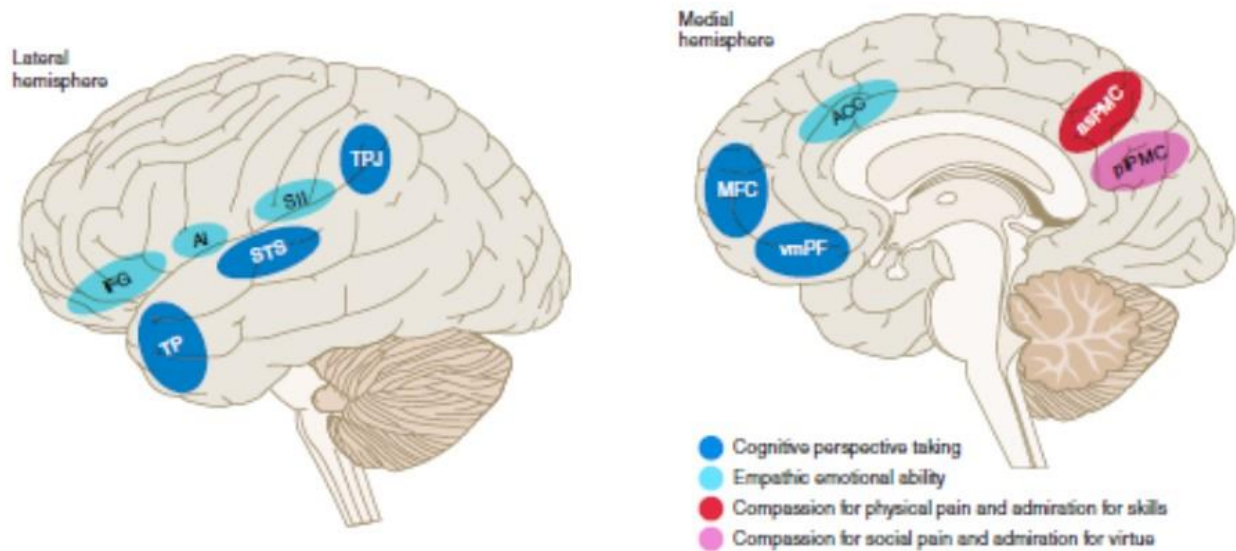 Lateral
hemisphere
TPJ
SII
AI
STS
IFG
TP
Medial
hemisphere
ACC
asPMC
pIPMC
MFC
vmPF
Cognitive perspective taking
Empathic emotional ability
Compassion for physical pain and admiration for skills
Compassion for social pain and admiration for virtue